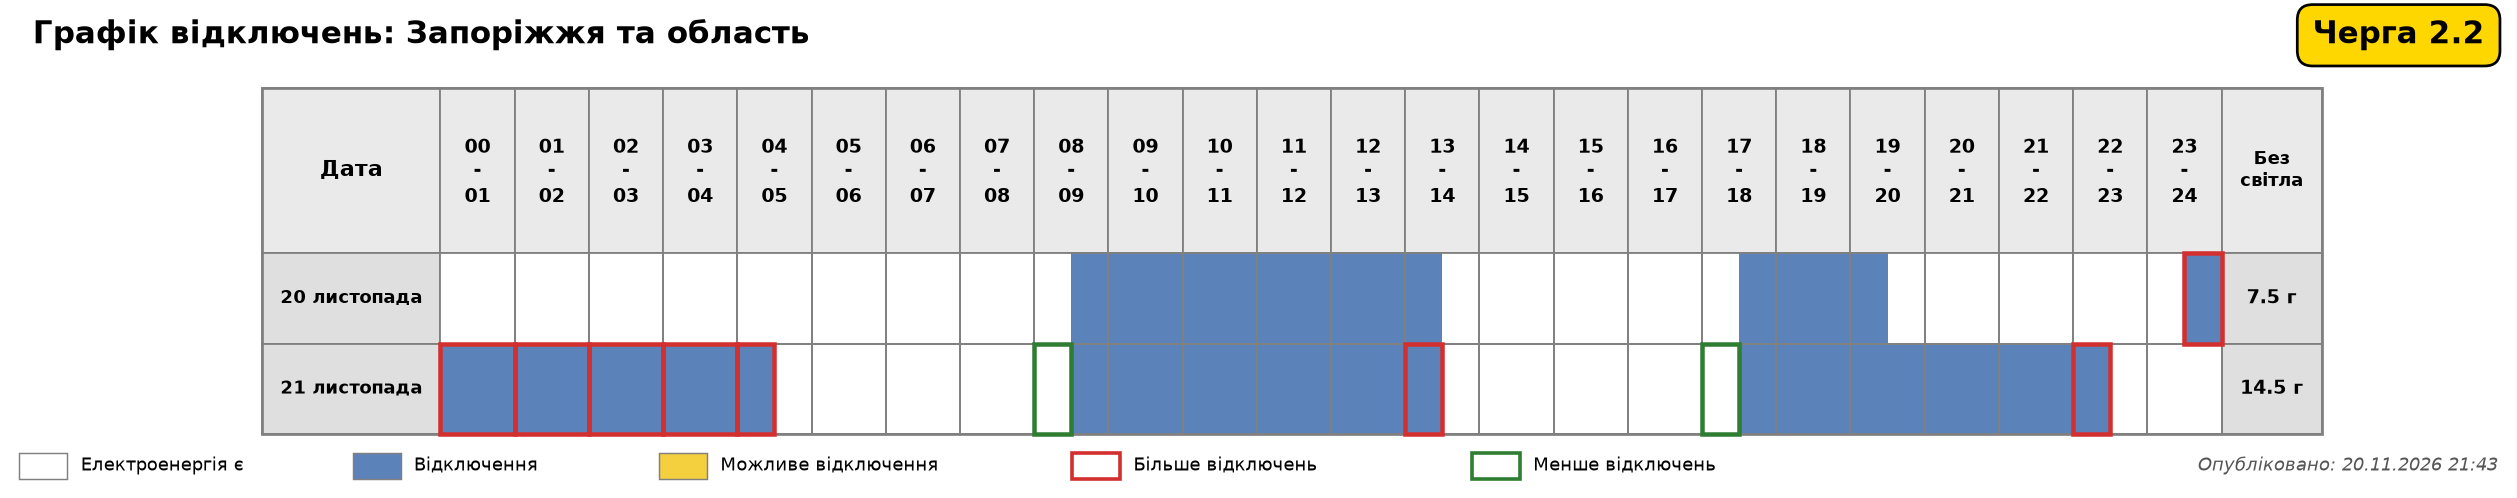 Графік відключень: Запоріжжя та область
Черга 2.2
Дата
00 - 01
01 - 02
02 - 03
03 - 04
04 - 05
05 - 06
06 - 07
07 - 08
08 - 09
09 - 10
10 - 11
11 - 12
12 - 13
13 - 14
14 - 15
15 - 16
16 - 17
17 - 18
18 - 19
19 - 20
20 - 21
21 - 22
22 - 23
23 - 24
Без
світла
20 листопада
7.5 г
21 листопада
14.5 г
Електроенергія є
Відключення
Можливе відключення
Більше відключень
Менше відключень
Опубліковано: 20.11.2026 21:43